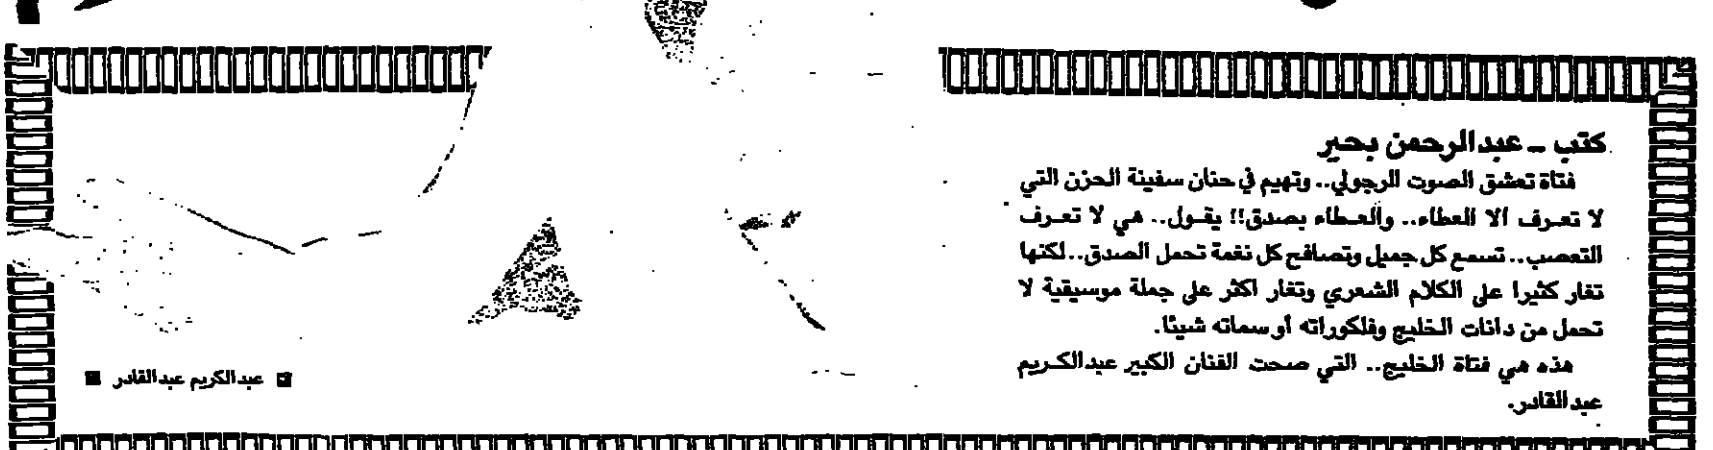 كتب ـ عبدالرحمن بحير
فتاة تعشق الصوت الرجولي.. وتهيم في حنان سفينة الحزن التي
لا تعرف الا العطاء.. والعطاء بصدق!! يقول.. هي لا تعرف
التعصب.. تسمع كل جميل وتصافح كل نغمة تحمل الصدق.. لكنها
تغار كثيرا على الكلام الشعري وتغار اكثر على جملة موسيقية لا
تحمل من دانات الخليج وفلكوراته أو سماته شيئا.
هذه هي فتاة الخليج.. التي صحت الفنان الكبير عبدالكريم
عبدالقادر.
عبدالكريم عبدالقادر